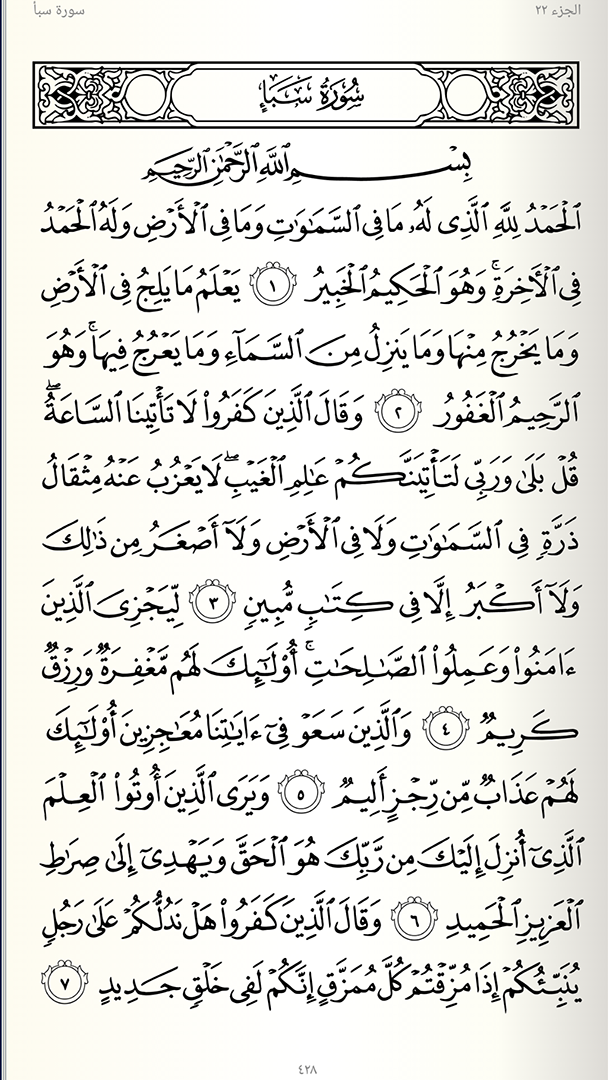 سورة سبأ
الجزء ٢٢
سُورَةُ سَبَإٍ
بِسْمِ ٱللَّهِ ٱلرَّحْمَٰنِ ٱلرَّحِيمِ
ٱلْحَمْدُ لِلَّهِ ٱلَّذِى لَهُۥ مَا فِى ٱلسَّمَٰوَٰتِ وَمَا فِى ٱلْأَرْضِ وَلَهُ ٱلْحَمْدُ
فِى ٱلْـَٔاخِرَةِ ۚ وَهُوَ ٱلْحَكِيمُ ٱلْخَبِيرُ ١ يَعْلَمُ مَا يَلِجُ فِى ٱلْأَرْضِ
وَمَا يَخْرُجُ مِنْهَا وَمَا يَنزِلُ مِنَ ٱلسَّمَآءِ وَمَا يَعْرُجُ فِيهَا ۚ وَهُوَ
ٱلرَّحِيمُ ٱلْغَفُورُ ٢ وَقَالَ ٱلَّذِينَ كَفَرُوا۟ لَا تَأْتِينَا ٱلسَّاعَةُ ۖ
قُلْ بَلَىٰ وَرَبِّى لَتَأْتِيَنَّكُمْ عَٰلِمِ ٱلْغَيْبِ ۖ لَا يَعْزُبُ عَنْهُ مِثْقَالُ
ذَرَّةٍ فِى ٱلسَّمَٰوَٰتِ وَلَا فِى ٱلْأَرْضِ وَلَآ أَصْغَرُ مِن ذَٰلِكَ
وَلَآ أَكْبَرُ إِلَّا فِى كِتَٰبٍ مُّبِينٍ ٣ لِّيَجْزِىَ ٱلَّذِينَ
ءَامَنُوا۟ وَعَمِلُوا۟ ٱلصَّٰلِحَٰتِ ۚ أُو۟لَٰٓئِكَ لَهُم مَّغْفِرَةٌ وَرِزْقٌ
كَرِيمٌ ٤ وَٱلَّذِينَ سَعَوْ فِىٓ ءَايَٰتِنَا مُعَٰجِزِينَ أُو۟لَٰٓئِكَ
لَهُمْ عَذَابٌ مِّن رِّجْزٍ أَلِيمٌ ٥ وَيَرَى ٱلَّذِينَ أُوتُوا۟ ٱلْعِلْمَ
ٱلَّذِىٓ أُنزِلَ إِلَيْكَ مِن رَّبِّكَ هُوَ ٱلْحَقَّ وَيَهْدِىٓ إِلَىٰ صِرَٰطِ
ٱلْعَزِيزِ ٱلْحَمِيدِ ٦ وَقَالَ ٱلَّذِينَ كَفَرُوا۟ هَلْ نَدُلُّكُمْ عَلَىٰ رَجُلٍ
يُنَبِّئُكُمْ إِذَا مُزِّقْتُمْ كُلَّ مُمَزَّقٍ إِنَّكُمْ لَفِى خَلْقٍ جَدِيدٍ ٧
٤٢٨